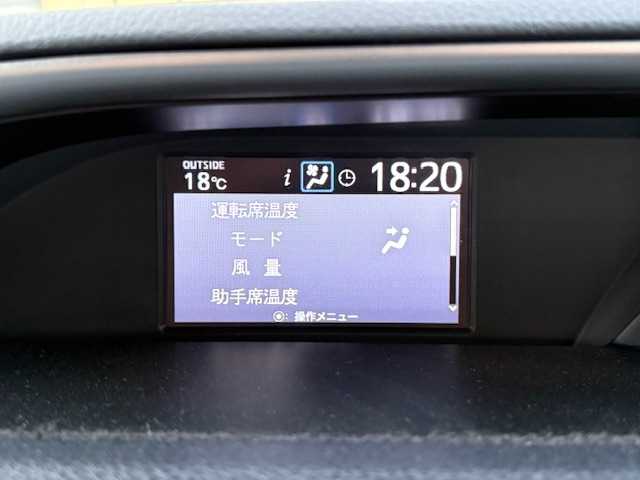 OUTSIDE
18℃ i 18:20
運転席温度
モード
風量
助手席温度
: 操作メニュー